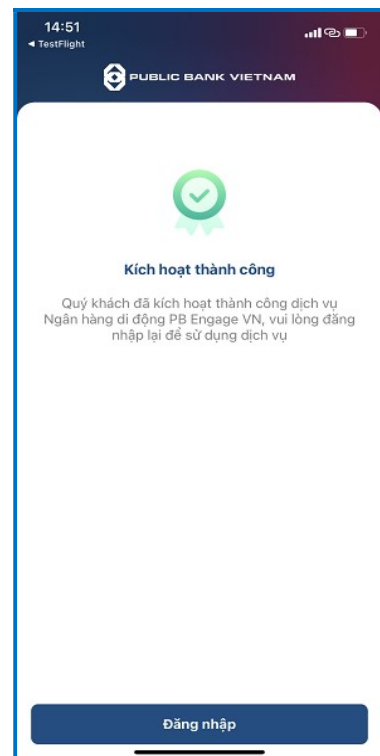 14:51
◀ TestFlight
PUBLIC BANK VIETNAM
Kích hoạt thành công
Quý khách đã kích hoạt thành công dịch vụ
Ngân hàng di động PB Engage VN, vui lòng đăng
nhập lại để sử dụng dịch vụ
Đăng nhập